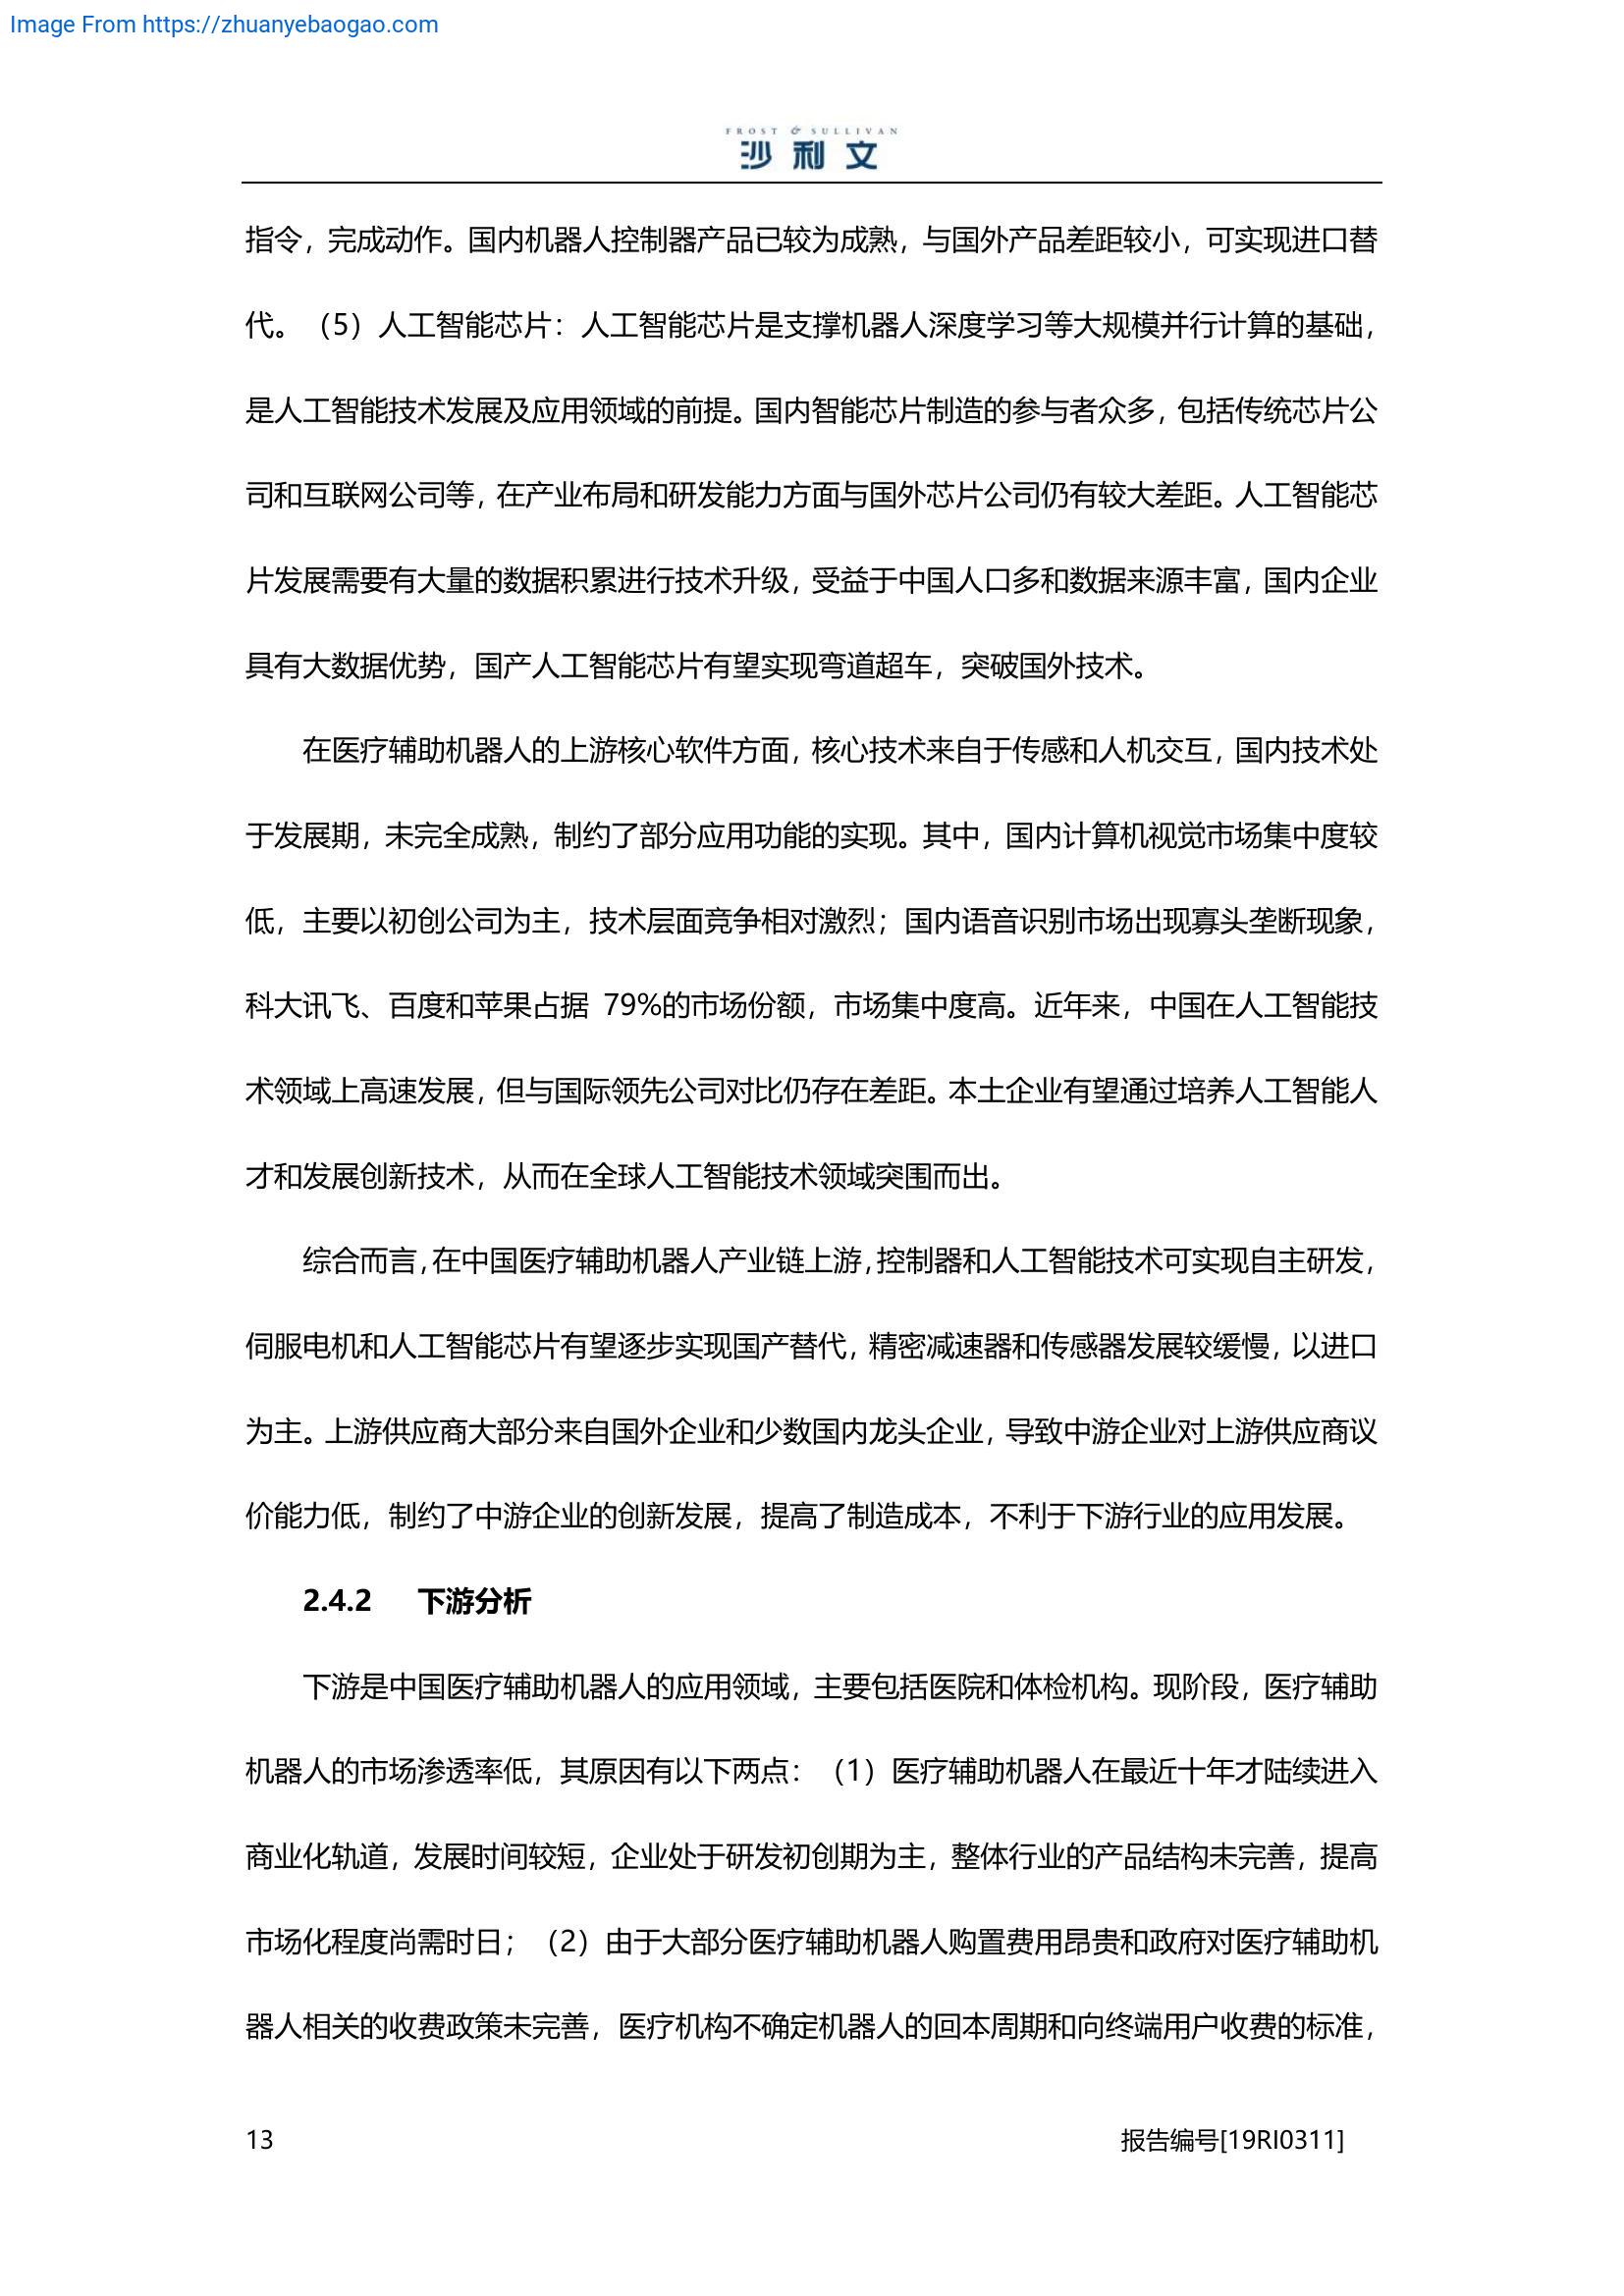 Image From https://zhuanyebaogao.com
FROST & SULLIVAN
沙利文
指令，完成动作。国内机器人控制器产品已较为成熟，与国外产品差距较小，可实现进口替
代。（5）人工智能芯片：人工智能芯片是支撑机器人深度学习等大规模并行计算的基础，
是人工智能技术发展及应用领域的前提。国内智能芯片制造的参与者众多，包括传统芯片公
司和互联网公司等，在产业布局和研发能力方面与国外芯片公司仍有较大差距。人工智能芯
片发展需要有大量的数据积累进行技术升级，受益于中国人口多和数据来源丰富，国内企业
具有大数据优势，国产人工智能芯片有望实现弯道超车，突破国外技术。
在医疗辅助机器人的上游核心软件方面，核心技术来自于传感和人机交互，国内技术处
于发展期，未完全成熟，制约了部分应用功能的实现。其中，国内计算机视觉市场集中度较
低，主要以初创公司为主，技术层面竞争相对激烈；国内语音识别市场出现寡头垄断现象，
科大讯飞、百度和苹果占据 79%的市场份额，市场集中度高。近年来，中国在人工智能技
术领域上高速发展，但与国际领先公司对比仍存在差距。本土企业有望通过培养人工智能人
才和发展创新技术，从而在全球人工智能技术领域突围而出。
综合而言，在中国医疗辅助机器人产业链上游，控制器和人工智能技术可实现自主研发，
伺服电机和人工智能芯片有望逐步实现国产替代，精密减速器和传感器发展较缓慢，以进口
为主。上游供应商大部分来自国外企业和少数国内龙头企业，导致中游企业对上游供应商议
价能力低，制约了中游企业的创新发展，提高了制造成本，不利于下游行业的应用发展。
2.4.2 下游分析
下游是中国医疗辅助机器人的应用领域，主要包括医院和体检机构。现阶段，医疗辅助
机器人的市场渗透率低，其原因有以下两点：（1）医疗辅助机器人在最近十年才陆续进入
商业化轨道，发展时间较短，企业处于研发初创期为主，整体行业的产品结构未完善，提高
市场化程度尚需时日；（2）由于大部分医疗辅助机器人购置费用昂贵和政府对医疗辅助机
器人相关的收费政策未完善，医疗机构不确定机器人的回本周期和向终端用户收费的标准，
13 报告编号[19RI0311]